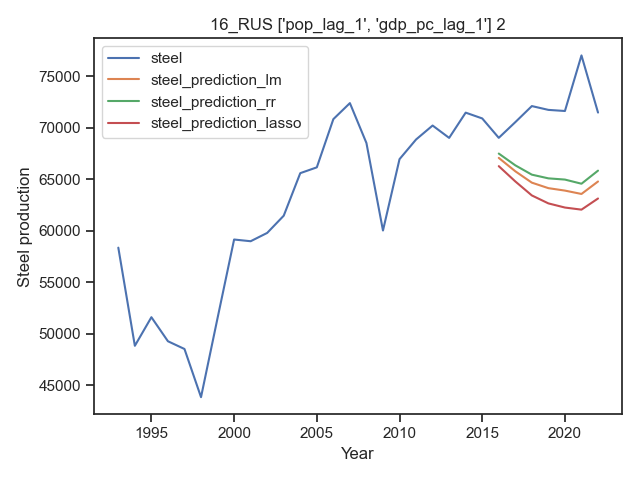 16_RUS ['pop_lag_1', 'gdp_pc_lag_1'] 2
steel
steel_prediction_lm
steel_prediction_rr
steel_prediction_lasso
Steel production
75000
70000
65000
60000
55000
50000
45000
1995 2000 2005 2010 2015 2020
Year